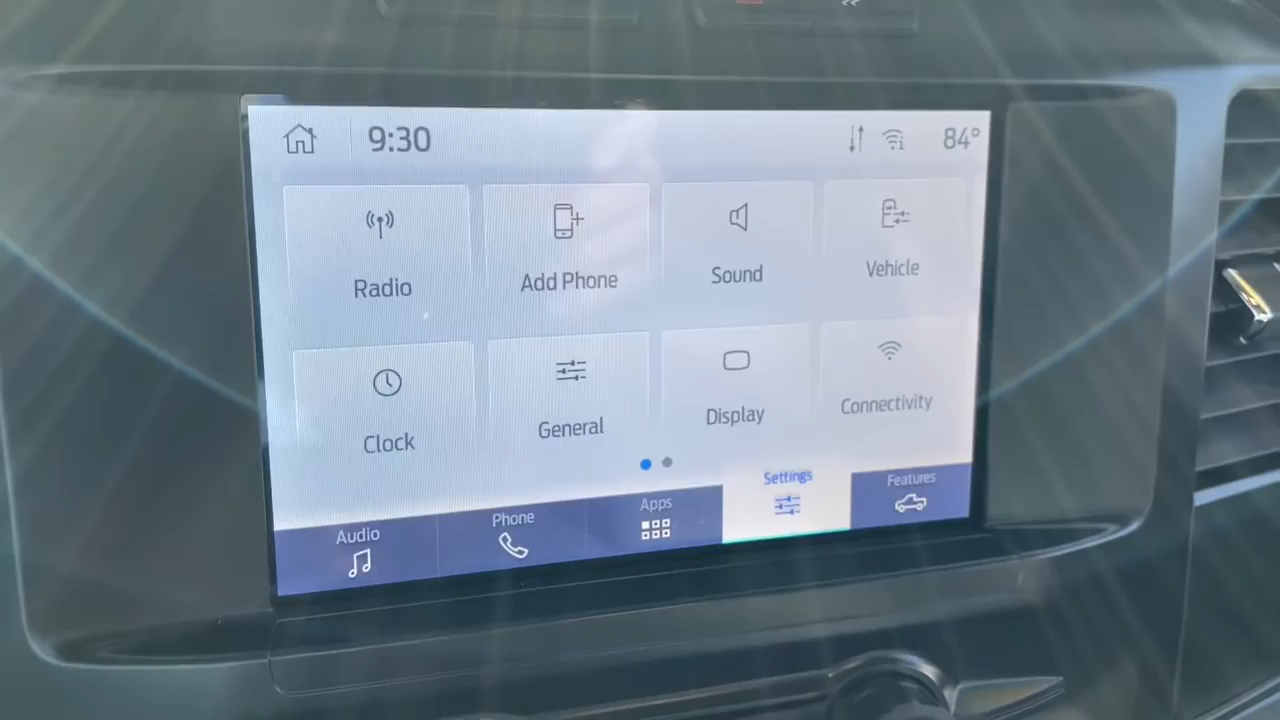 9:30
84°
Radio
Add Phone
Sound
Vehicle
Clock
General
Display
Connectivity
Audio
Phone
Apps
Settings
Features